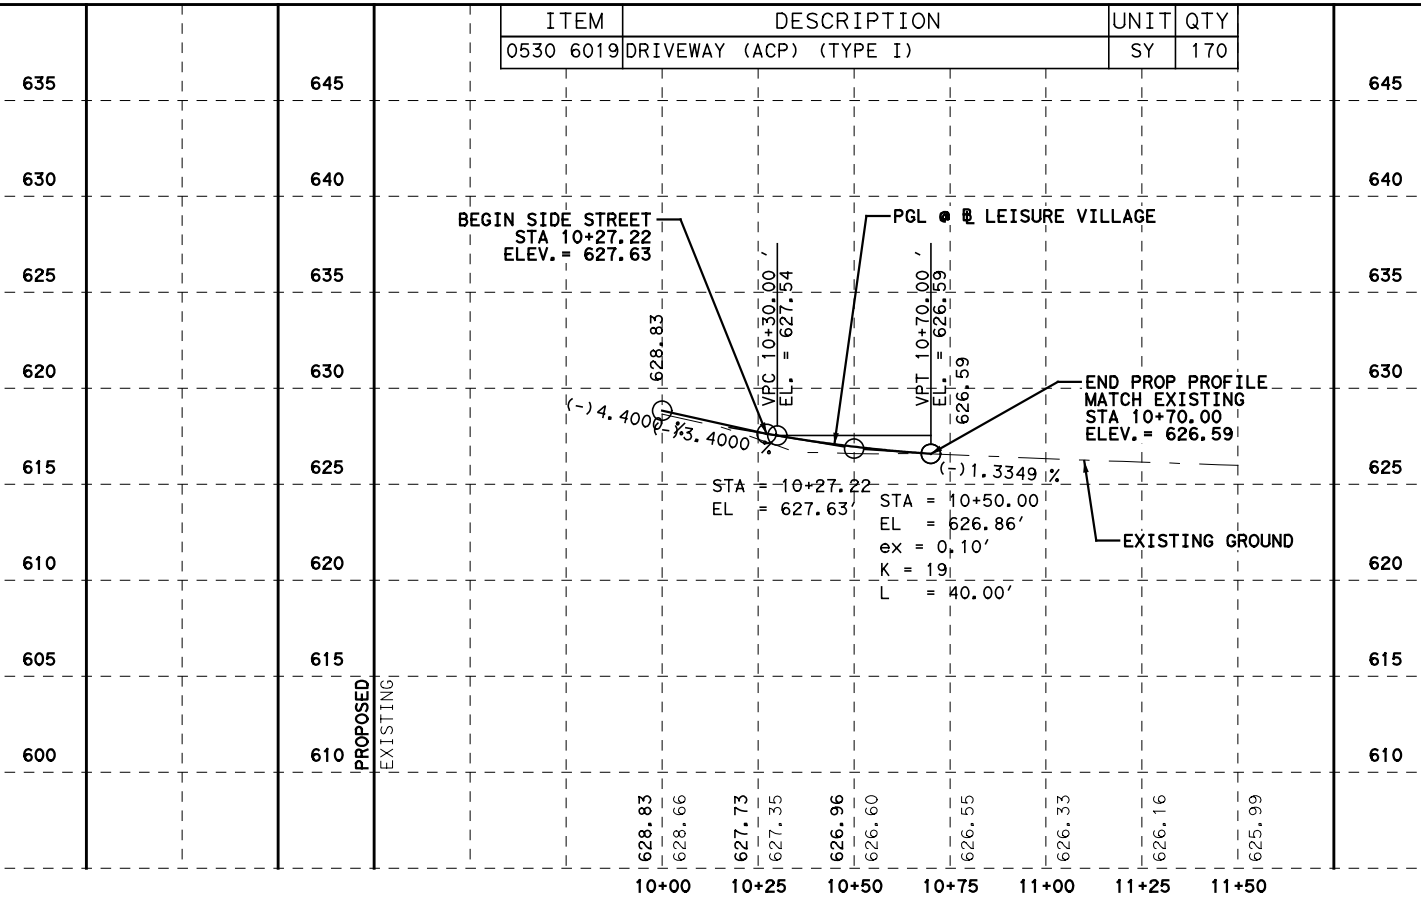 ITEM DESCRIPTION UNIT QTY
0530 6019 DRIVEWAY (ACP) (TYPE I) SY 170
635 645 645
630 640 640
BEGIN SIDE STREET
STA 10+27.22
ELEV. = 627.63
PGL @ ℄ LEISURE VILLAGE
625 635 635
VPC 10+30.00 '
EL. = 627.54
VPT 10+70.00 '
EL. = 626.59
628.83
626.59
620 630 630
END PROP PROFILE
MATCH EXISTING
STA 10+70.00
ELEV. = 626.59
(-)4.4000 %
(-)3.4000 %
(-)1.3349 %
615 625 625
STA = 10+27.22
EL = 627.63'
STA = 10+50.00
EL = 626.86'
ex = 0.10'
K = 19
L = 40.00'
EXISTING GROUND
610 620 620
605 615 615
PROPOSED
EXISTING
600 610 610
628.83 628.66 627.73 627.35 626.96 626.60 626.55 626.33 626.16 625.99
10+00 10+25 10+50 10+75 11+00 11+25 11+50